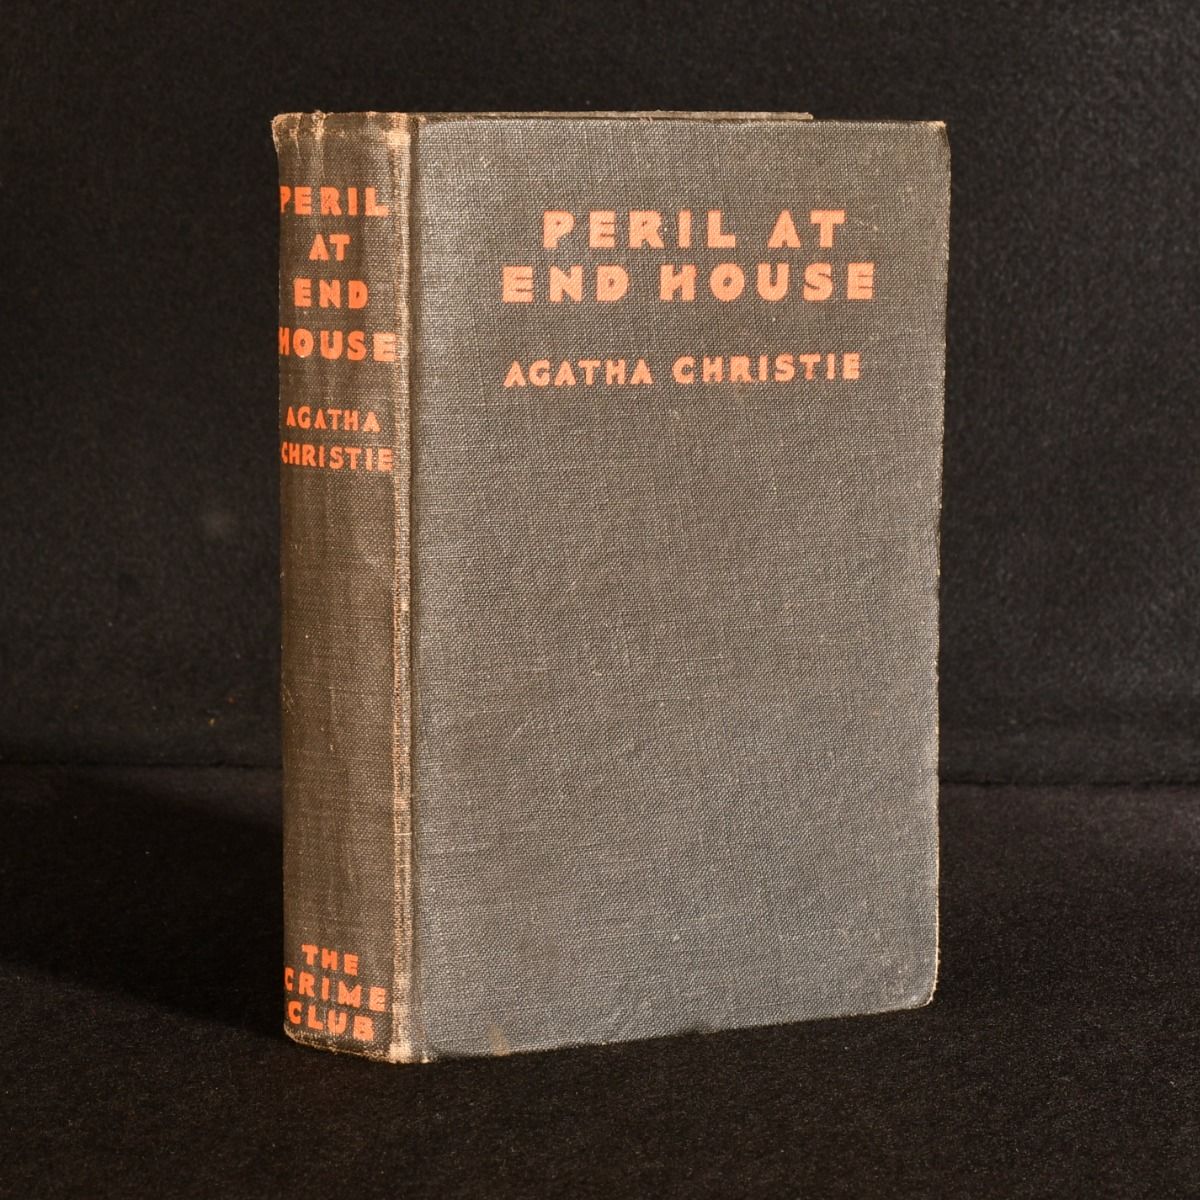 PERIL
AT
END
HOUSE
AGATHA
CHRISTIE
THE
CRIME
CLUB
PERIL AT
END HOUSE
AGATHA CHRISTIE